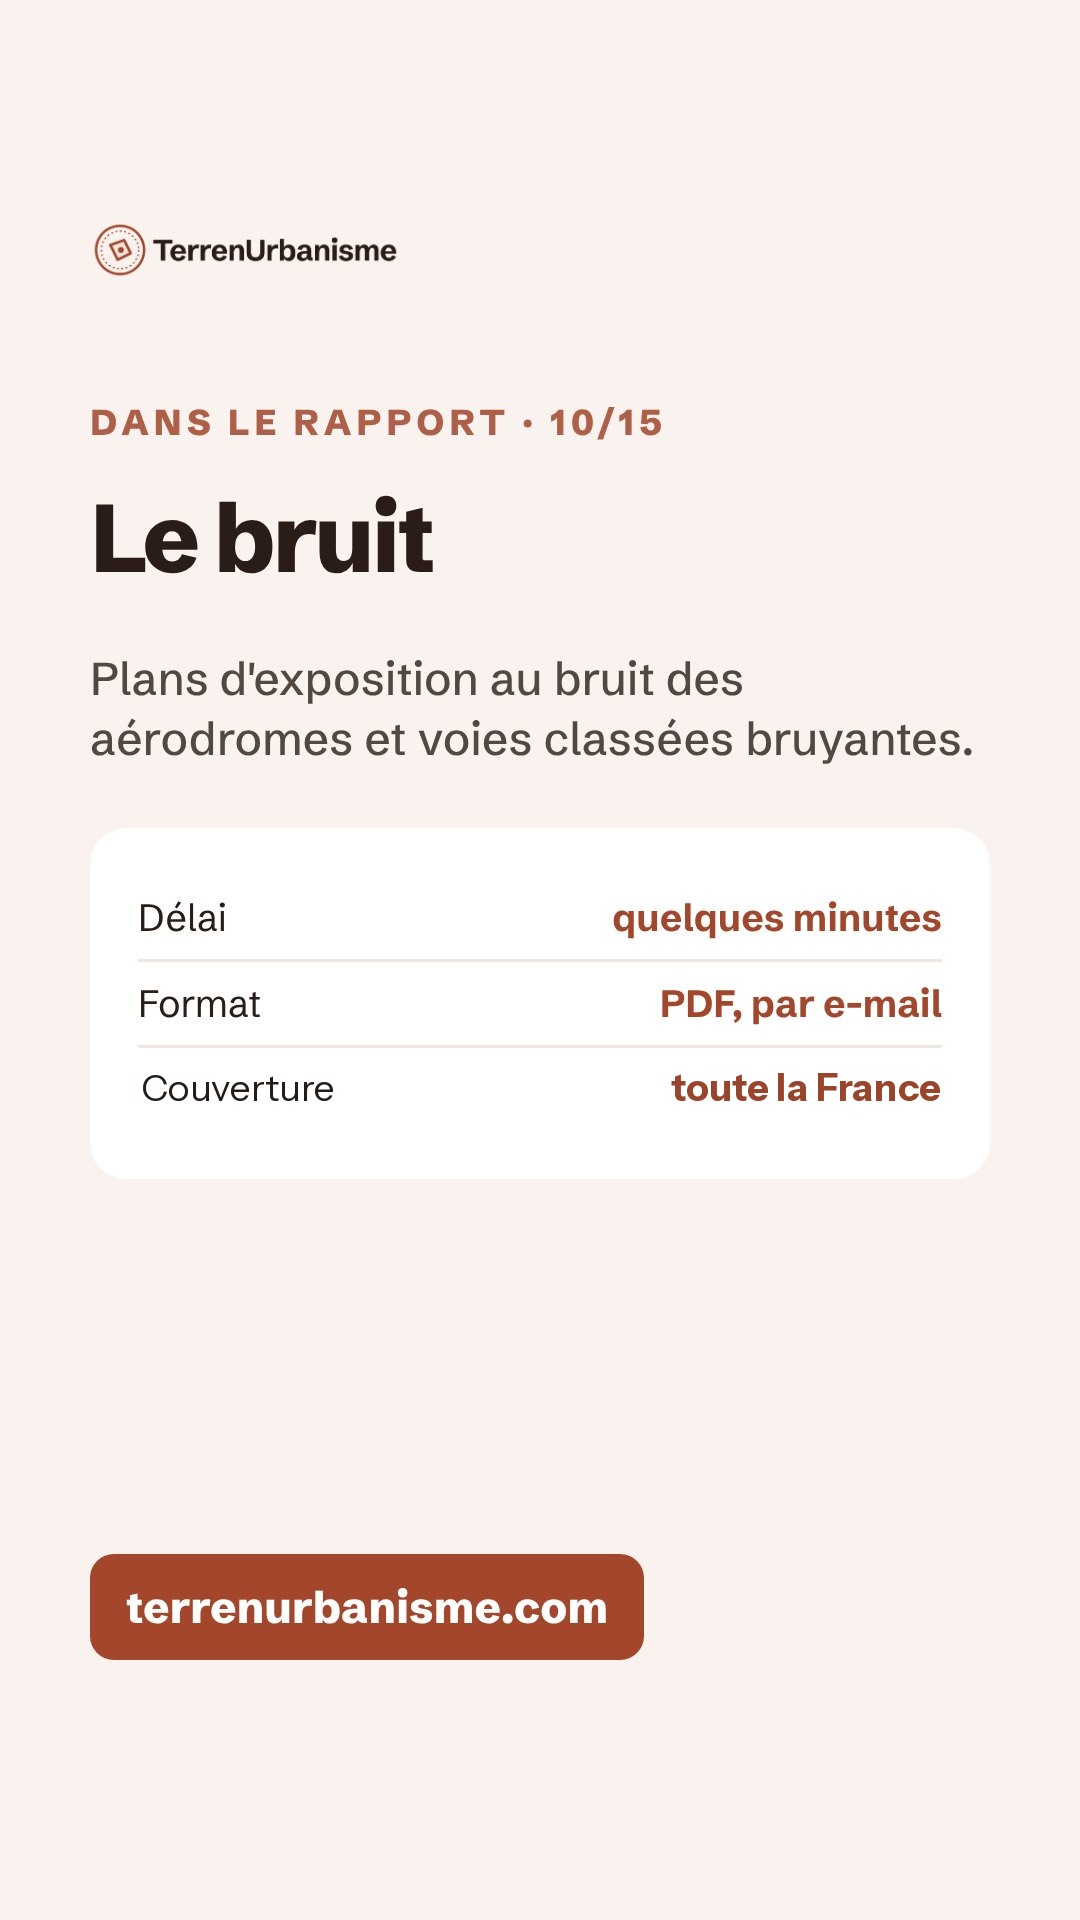 TerrenUrbanisme
DANS LE RAPPORT · 10/15
Le bruit
Plans d'exposition au bruit des
aérodromes et voies classées bruyantes.
Délai quelques minutes
Format PDF, par e-mail
Couverture toute la France
terrenurbanisme.com